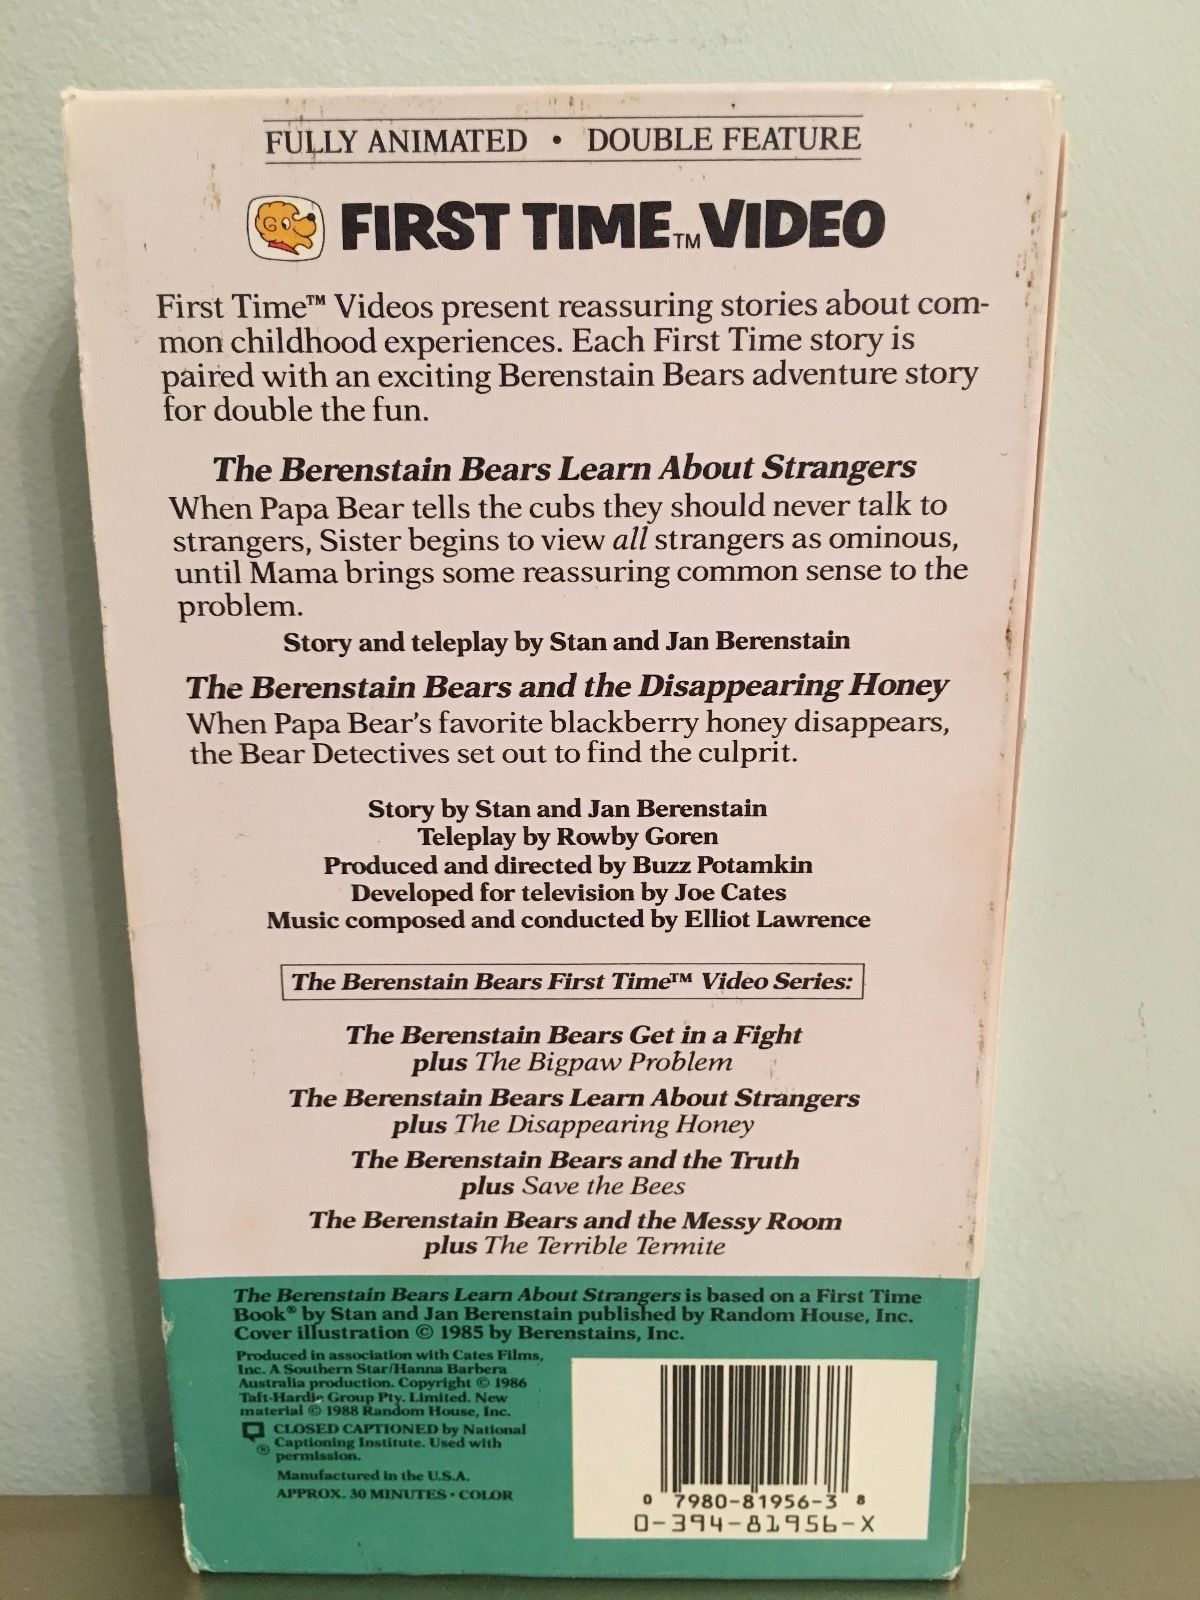 FULLY ANIMATED • DOUBLE FEATURE
FIRST TIME™ VIDEO
First Time™ Videos present reassuring stories about com-
mon childhood experiences. Each First Time story is
paired with an exciting Berenstain Bears adventure story
for double the fun.
The Berenstain Bears Learn About Strangers
When Papa Bear tells the cubs they should never talk to
strangers, Sister begins to view all strangers as ominous,
until Mama brings some reassuring common sense to the
problem.
Story and teleplay by Stan and Jan Berenstain
The Berenstain Bears and the Disappearing Honey
When Papa Bear's favorite blackberry honey disappears,
the Bear Detectives set out to find the culprit.
Story by Stan and Jan Berenstain
Teleplay by Rowby Goren
Produced and directed by Buzz Potamkin
Developed for television by Joe Cates
Music composed and conducted by Elliot Lawrence
The Berenstain Bears First Time™ Video Series:
The Berenstain Bears Get in a Fight
plus The Bigpaw Problem
The Berenstain Bears Learn About Strangers
plus The Disappearing Honey
The Berenstain Bears and the Truth
plus Save the Bees
The Berenstain Bears and the Messy Room
plus The Terrible Termite
The Berenstain Bears Learn About Strangers is based on a First Time
Book® by Stan and Jan Berenstain published by Random House, Inc.
Cover illustration © 1985 by Berenstains, Inc.
Produced in association with Cates Films,
Inc. A Southern Star/Hanna Barbera
Australia production. Copyright © 1986
Taft-Hardie Group Pty. Limited. New
material © 1988 Random House, Inc.
CLOSED CAPTIONED by National
® Captioning Institute. Used with
permission.
Manufactured in the U.S.A.
APPROX. 30 MINUTES • COLOR
0 7980-81956-3 8
0-394-81956-X